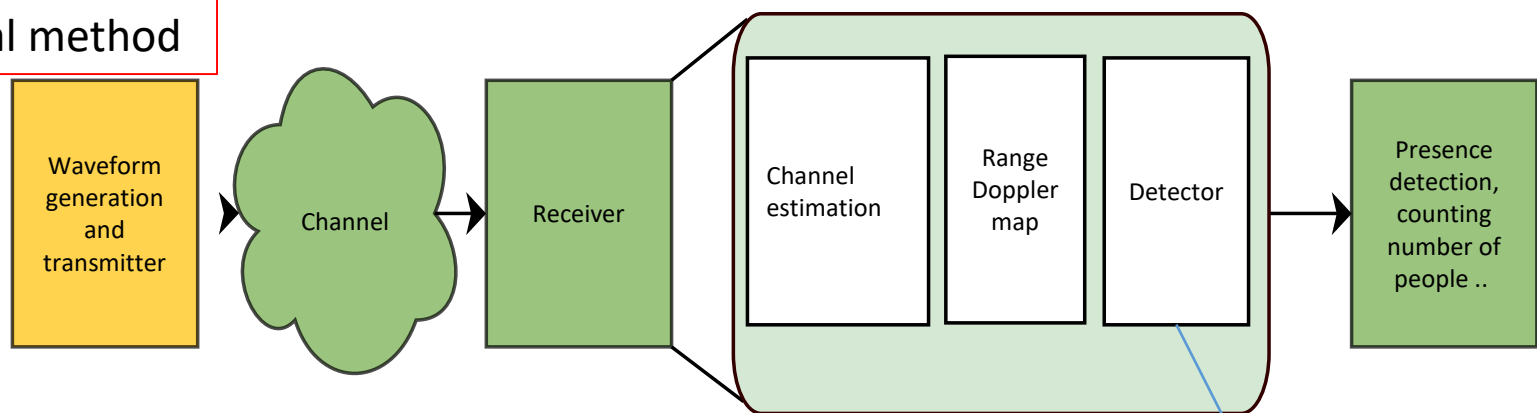 al method
Waveform
generation
and
transmitter
Channel
Receiver
Channel
estimation
Range
Doppler
map
Detector
Presence
detection,
counting
number of
people ..